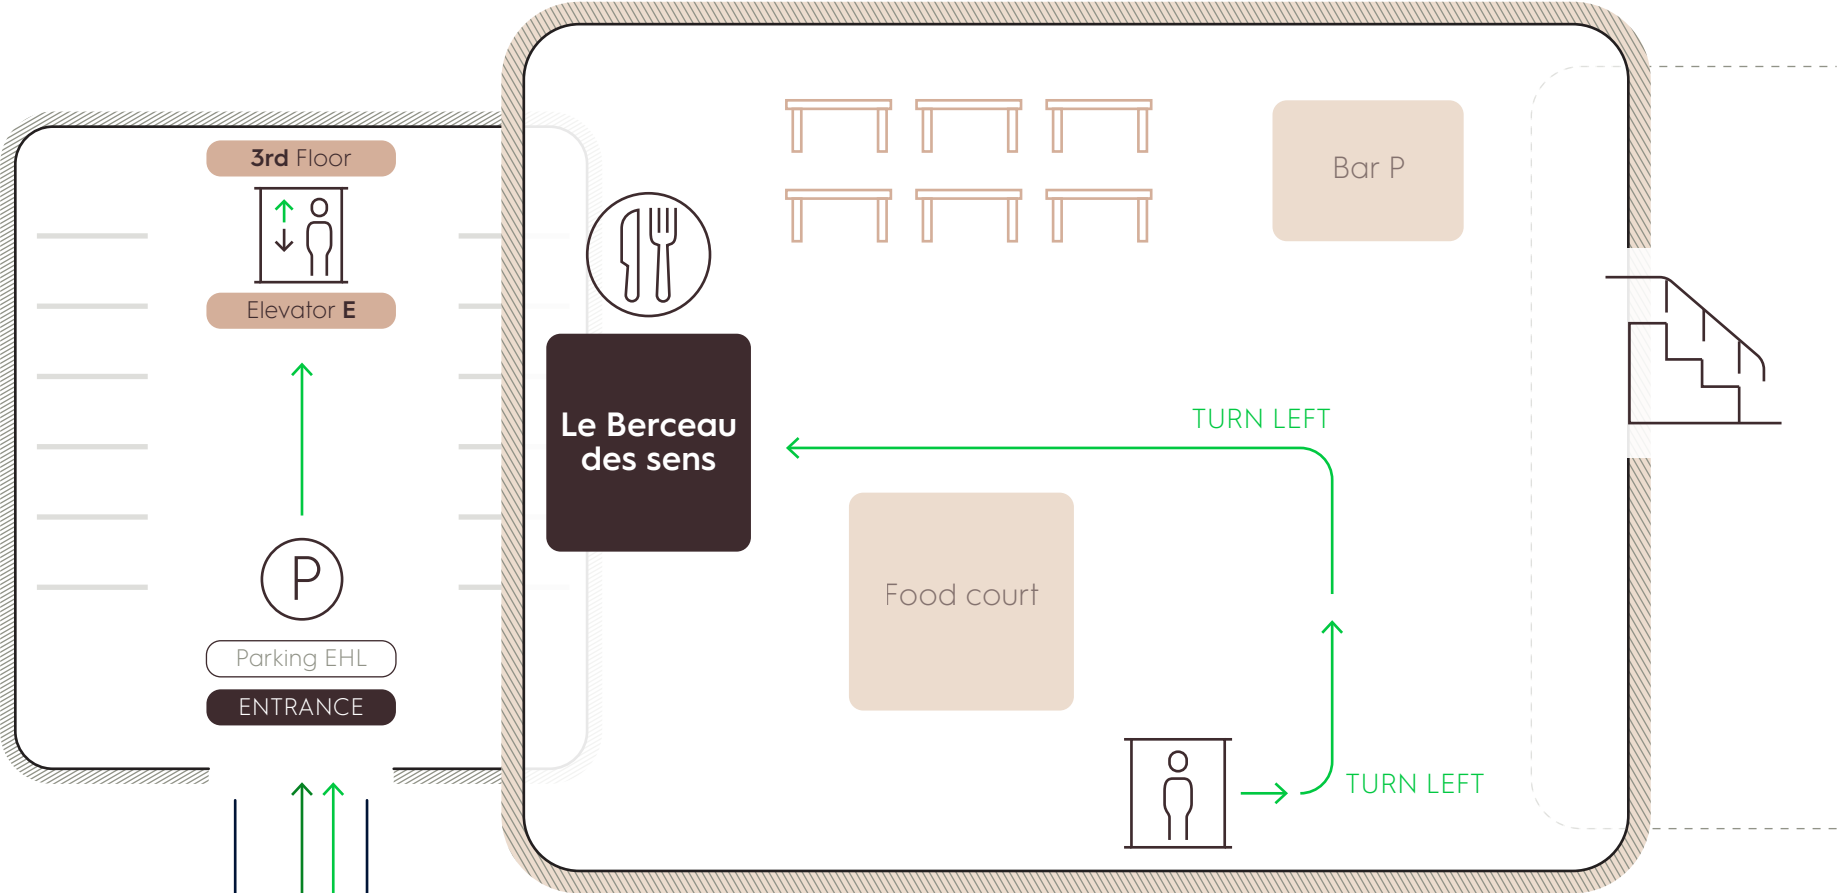 3rd Floor
Elevator E
P
Parking EHL
ENTRANCE
Bar P
Le Berceau
des sens
TURN LEFT
Food court
TURN LEFT